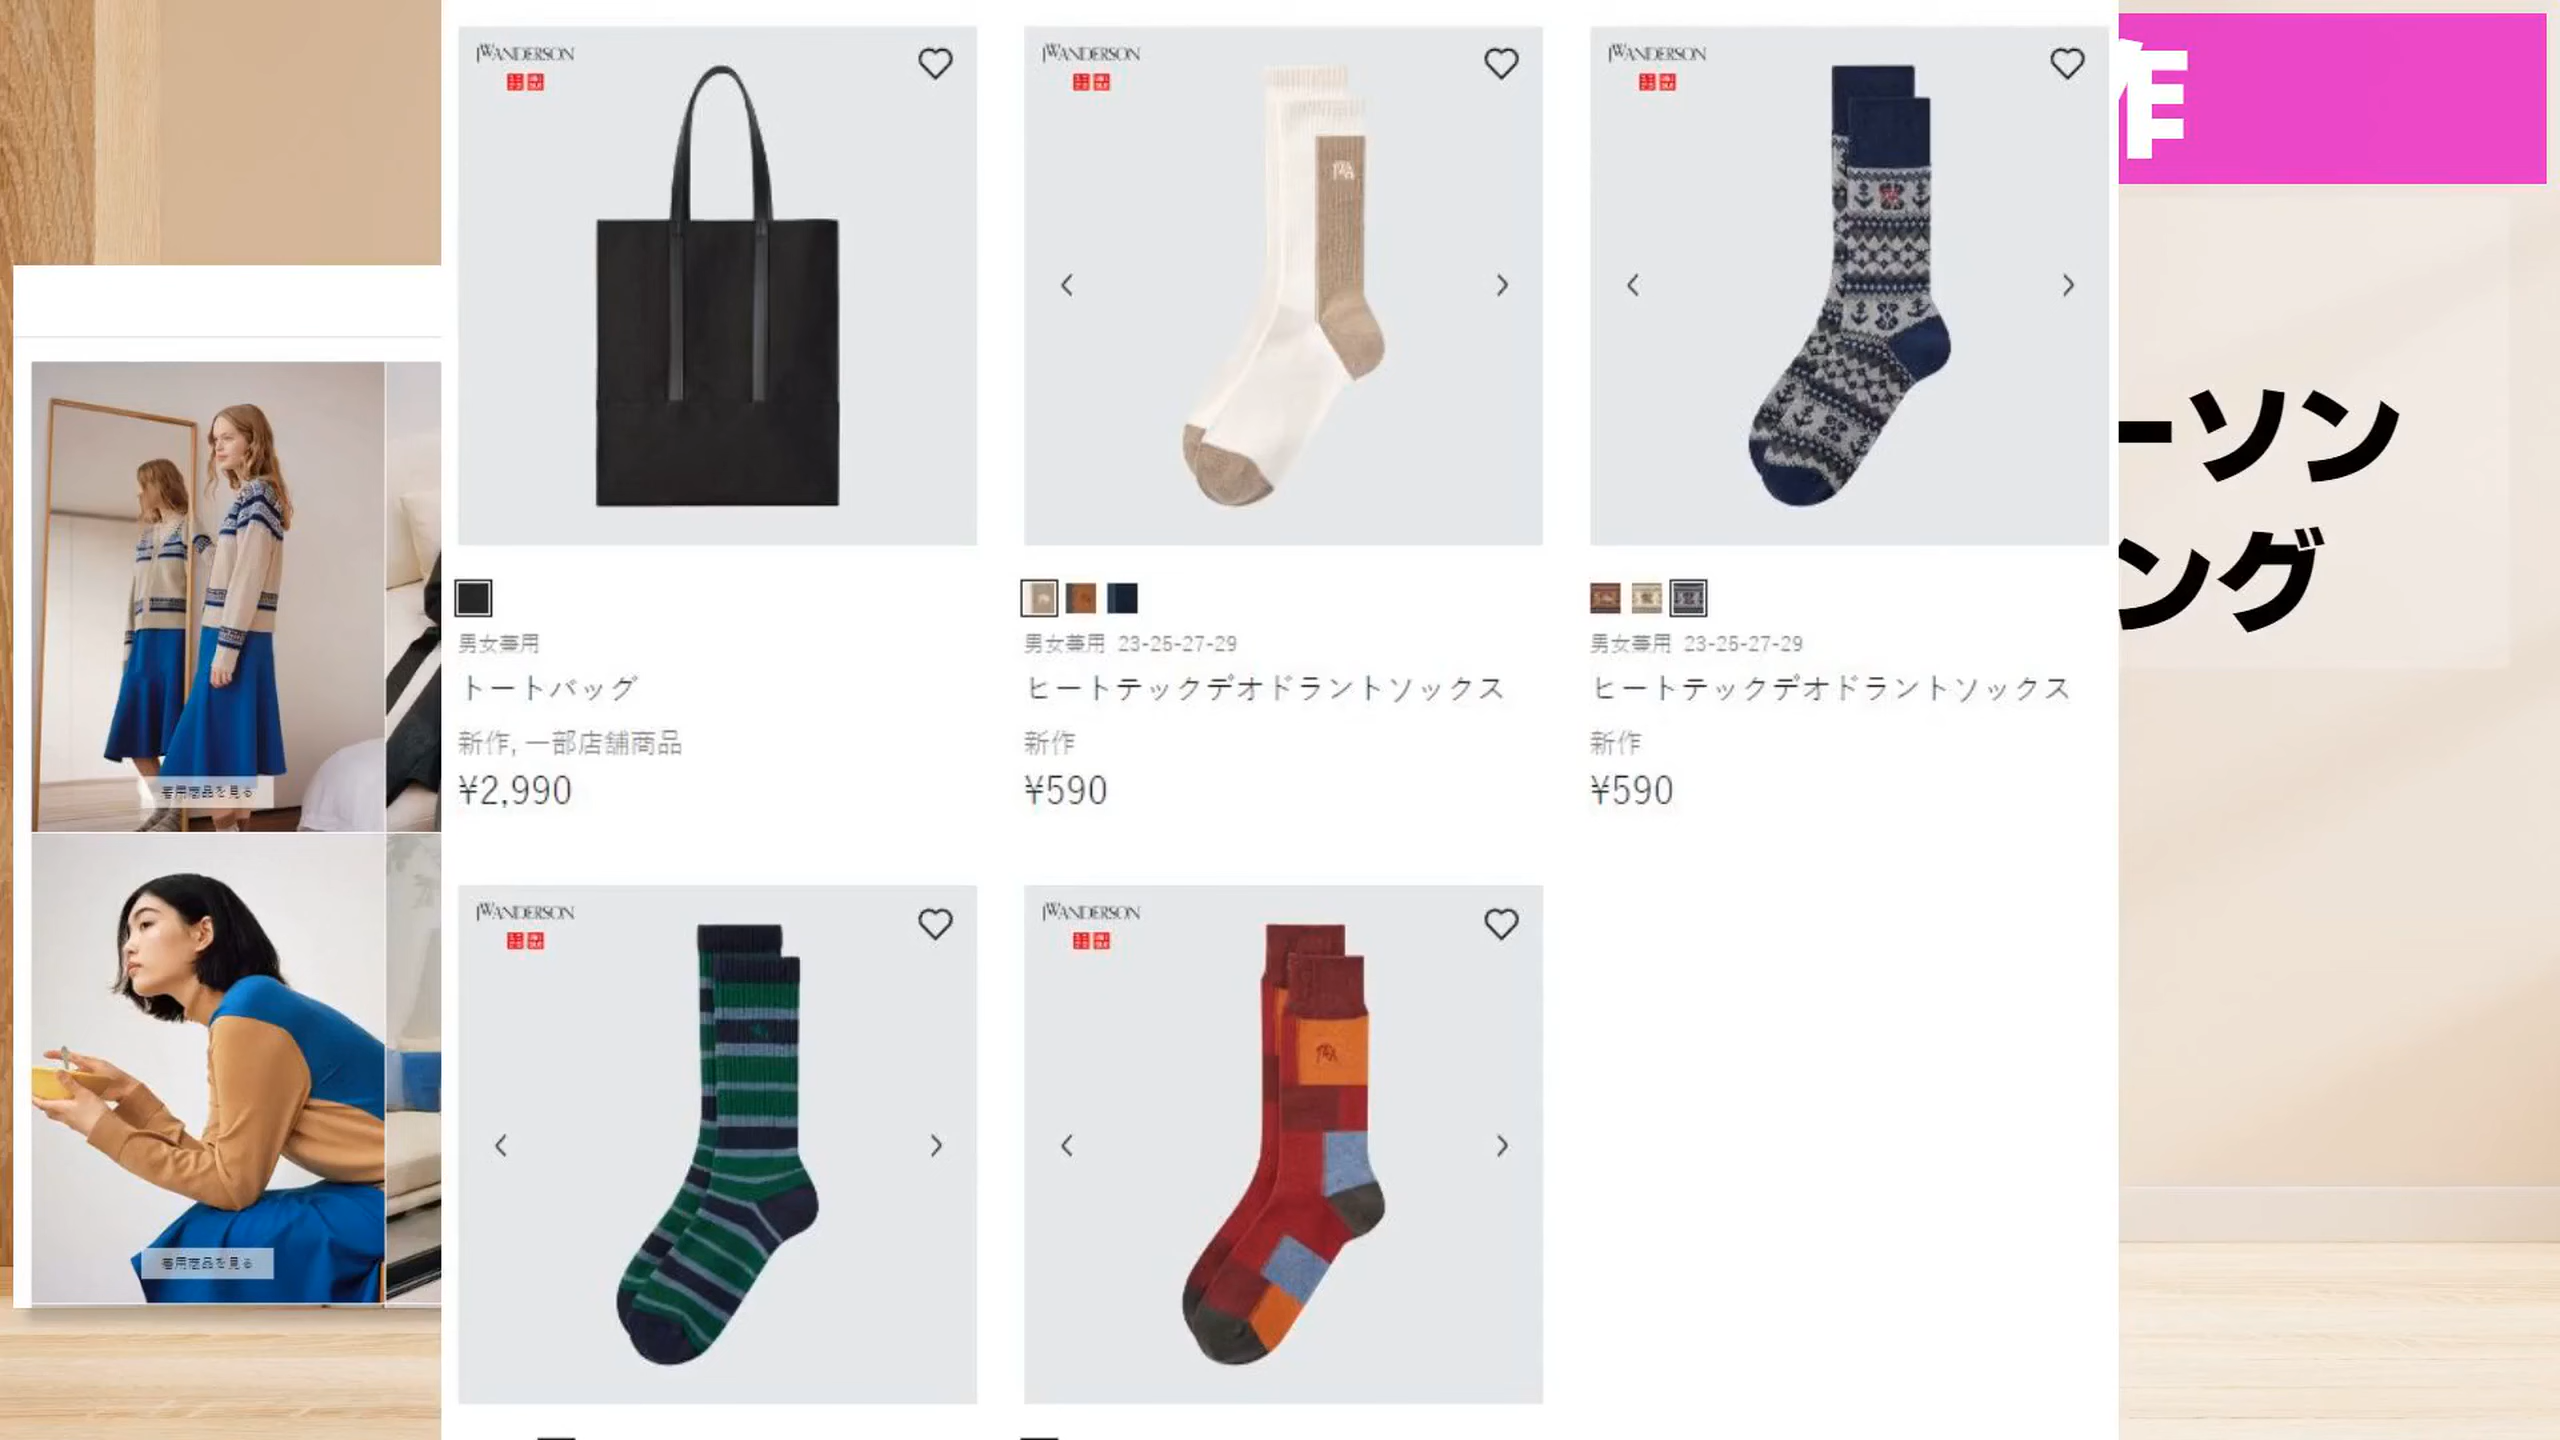 作
ーソン
ング
着用商品を見る
着用商品を見る
JWANDERSON
JWANDERSON
JWANDERSON
男女兼用
トートバッグ
新作, 一部店舗商品
¥2,990
男女兼用 23-25-27-29
ヒートテックデオドラントソックス
新作
¥590
男女兼用 23-25-27-29
ヒートテックデオドラントソックス
新作
¥590
JWANDERSON
JWANDERSON